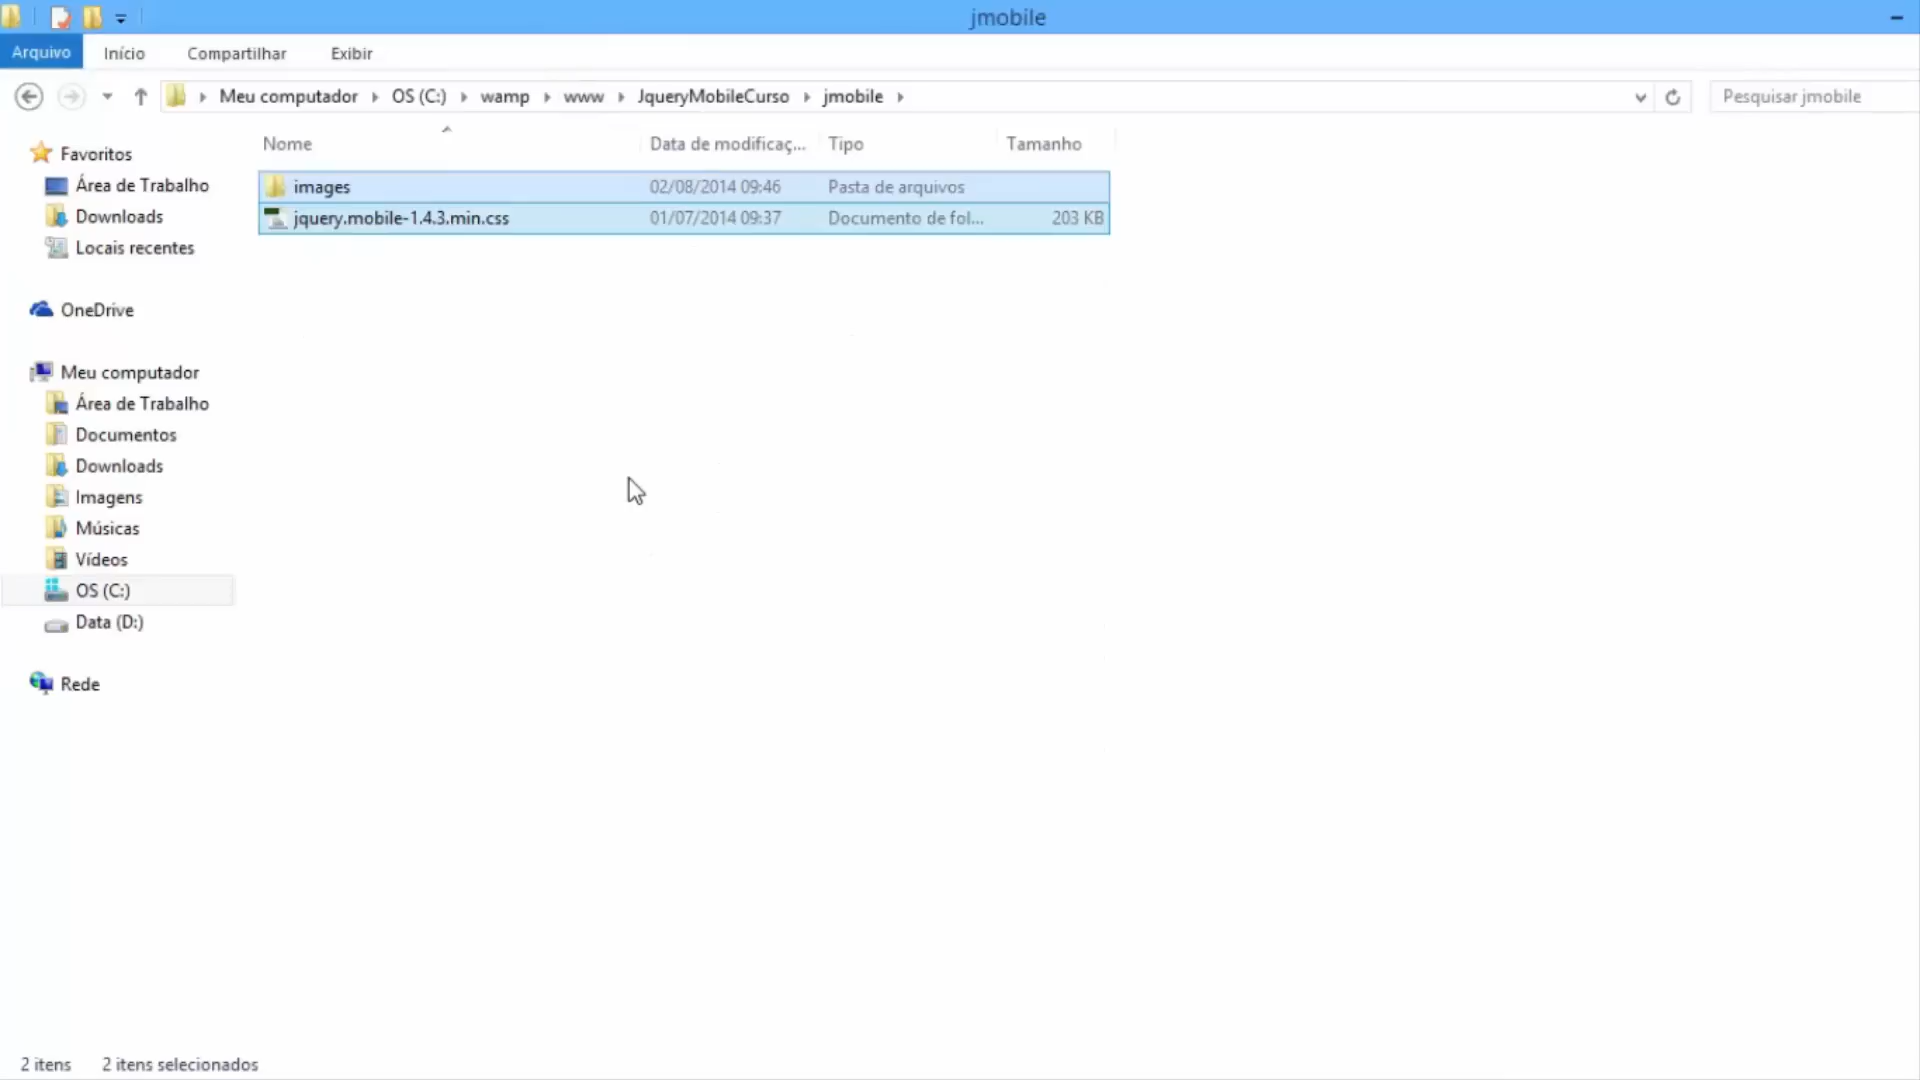 jmobile
Arquivo Início Compartilhar Exibir
Meu computador OS (C:) wamp www JqueryMobileCurso jmobile Pesquisar jmobile
Nome Data de modificaç... Tipo Tamanho
Favoritos
Área de Trabalho
Downloads
Locais recentes
images 02/08/2014 09:46 Pasta de arquivos
jquery.mobile-1.4.3.min.css 01/07/2014 09:37 Documento de fol... 203 KB
OneDrive
Meu computador
Área de Trabalho
Documentos
Downloads
Imagens
Músicas
Vídeos
OS (C:)
Data (D:)
Rede
2 itens 2 itens selecionados